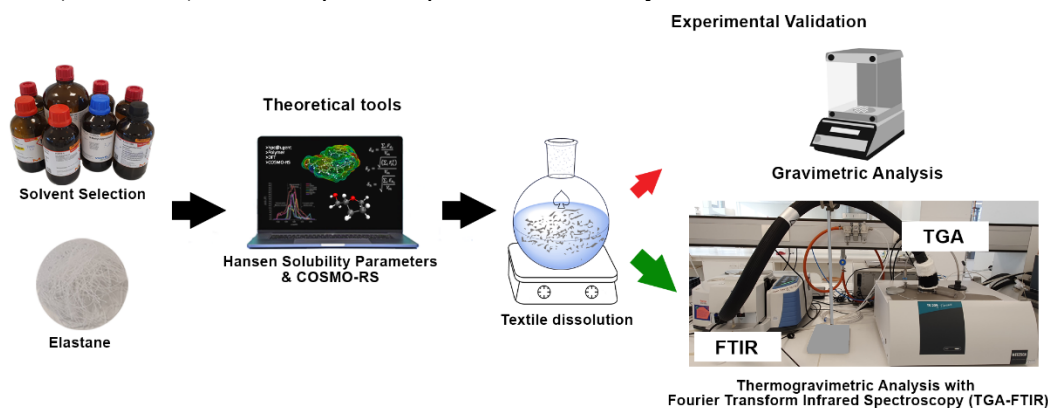 Experimental Validation
Solvent Selection
Theoretical tools
Hansen Solubility Parameters
& COSMO-RS
Elastane
Textile dissolution
Gravimetric Analysis
TGA
FTIR
Thermogravimetric Analysis with
Fourier Transform Infrared Spectroscopy (TGA-FTIR)